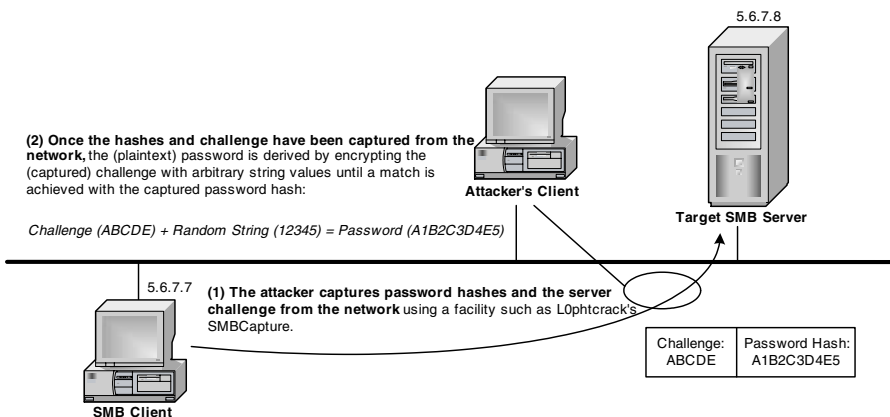 5.6.7.8
(2) Once the hashes and challenge have been captured from the
network, the (plaintext) password is derived by encrypting the
(captured) challenge with arbitrary string values until a match is
achieved with the captured password hash:
Attacker's Client
Target SMB Server
Challenge (ABCDE) + Random String (12345) = Password (A1B2C3D4E5)
5.6.7.7
(1) The attacker captures password hashes and the server
challenge from the network using a facility such as L0phtcrack's
SMBCapture.
Challenge:
ABCDE
Password Hash:
A1B2C3D4E5
SMB Client